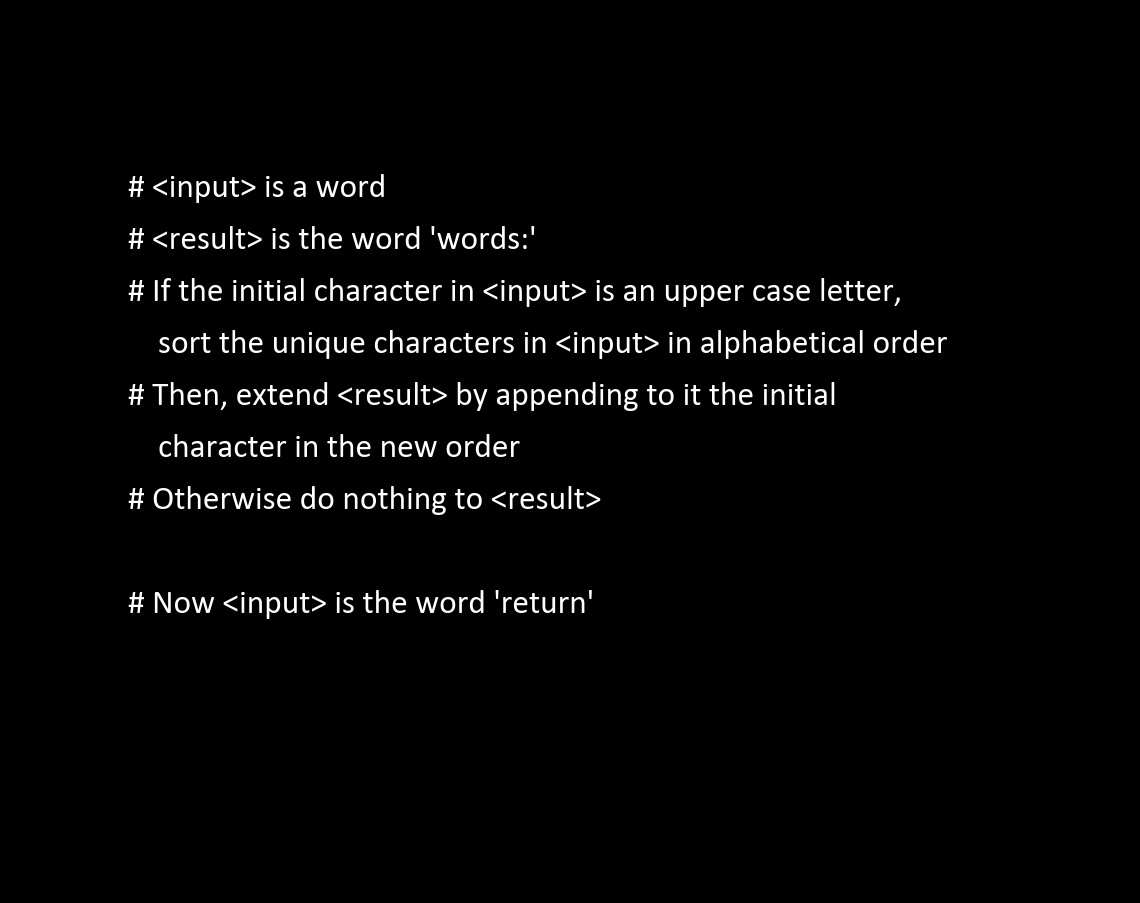 # <input> is a word
# <result> is the word 'words:'
# If the initial character in <input> is an upper case letter,
sort the unique characters in <input> in alphabetical order
# Then, extend <result> by appending to it the initial
character in the new order
# Otherwise do nothing to <result>
# Now <input> is the word 'return'